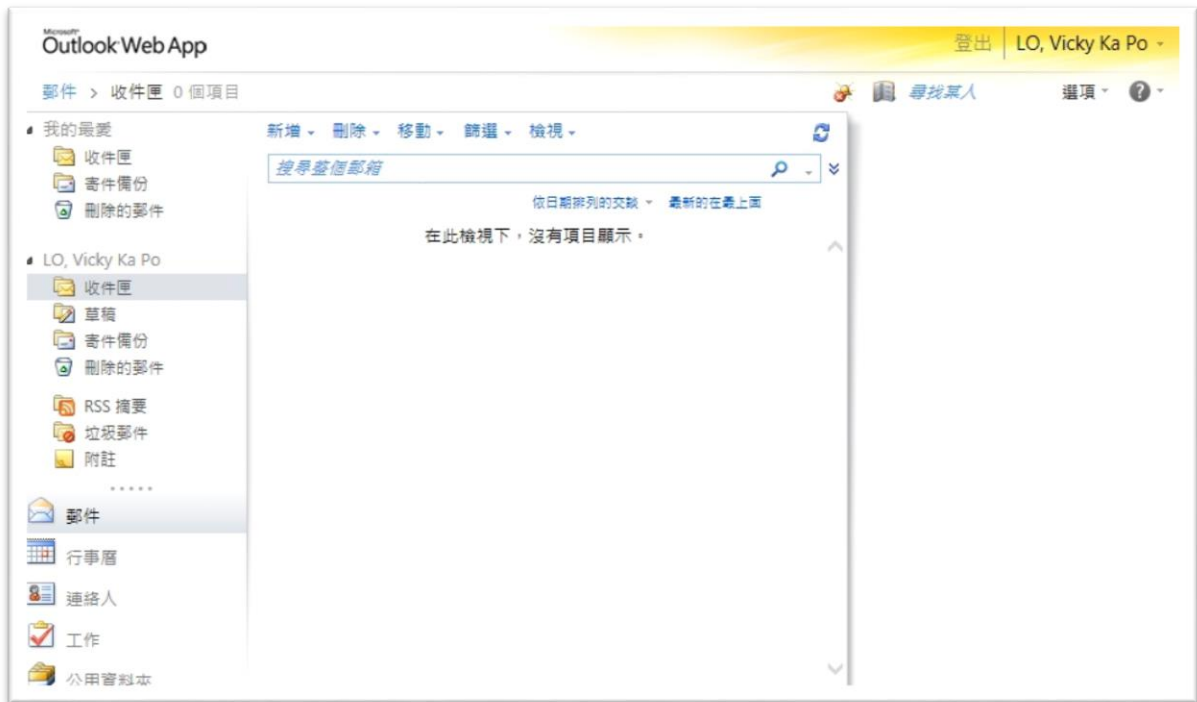 Microsoft®
Outlook Web App
登出 LO, Vicky Ka Po
郵件 > 收件匣 0 個項目
尋找某人
選項
我的最愛
收件匣
寄件備份
刪除的郵件
LO, Vicky Ka Po
收件匣
草稿
寄件備份
刪除的郵件
RSS 摘要
垃圾郵件
附註
郵件
行事曆
連絡人
工作
公用資料夾
新增 刪除 移動 篩選 檢視
搜尋整個郵箱
依日期排列的交談 最新的在最上面
在此檢視下，沒有項目顯示。